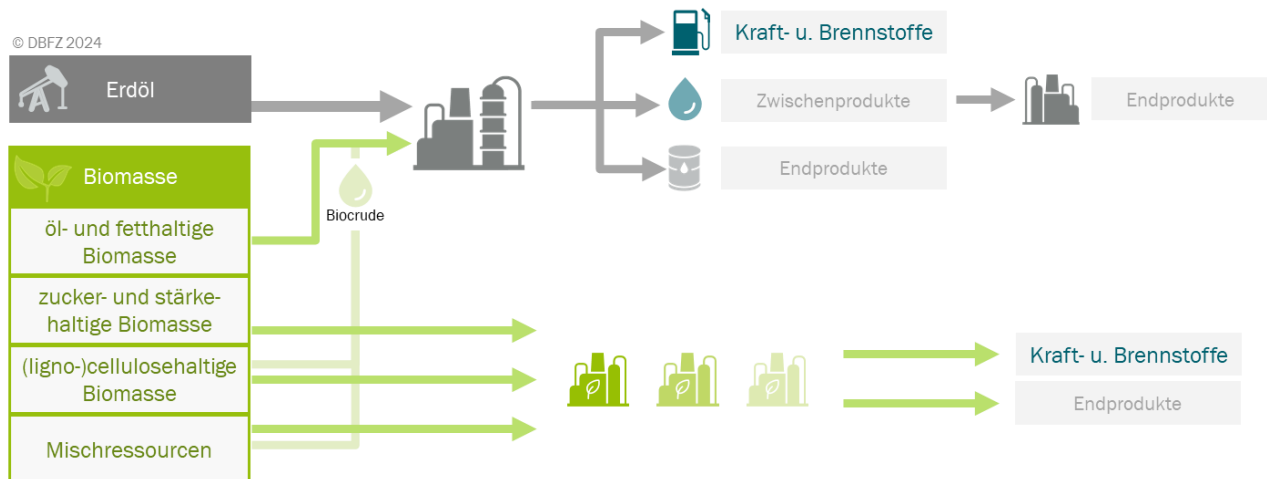 © DBFZ 2024
Erdöl
Kraft- u. Brennstoffe
Zwischenprodukte
Endprodukte
Endprodukte
Biomasse
Biocrude
öl- und fetthaltige
Biomasse
zucker- und stärke-
haltige Biomasse
(ligno-)cellulosehaltige
Biomasse
Mischressourcen
Kraft- u. Brennstoffe
Endprodukte